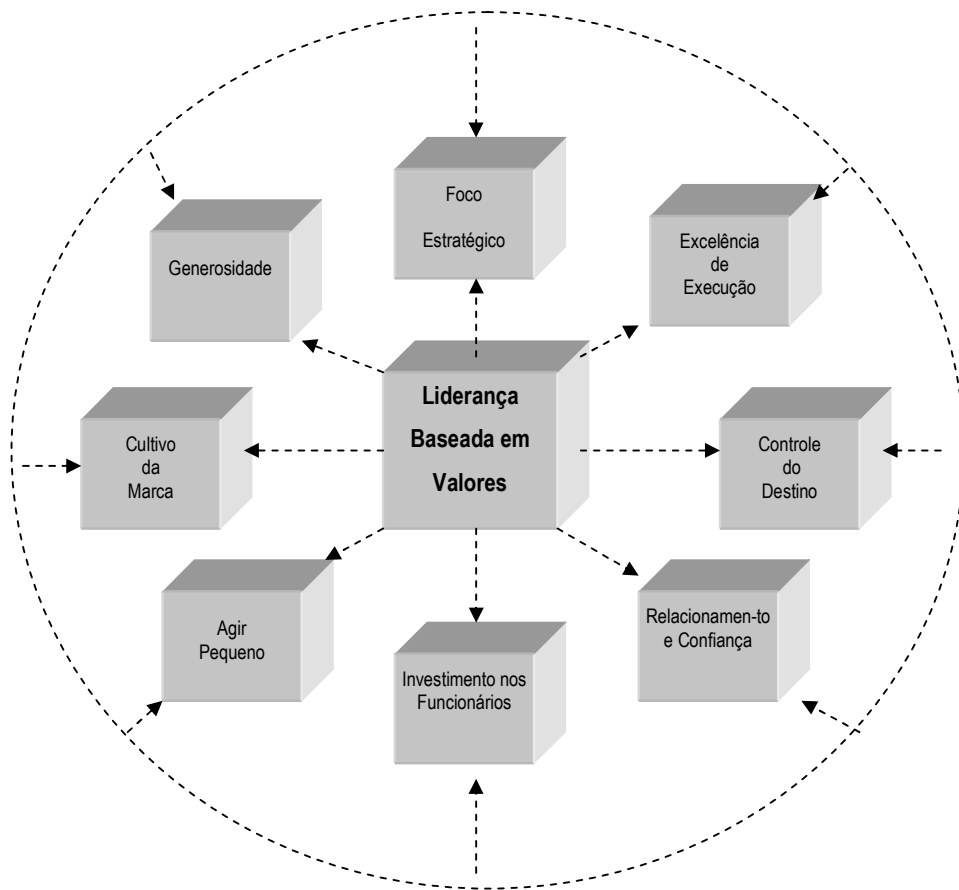 Foco
Estratégico
Generosidade
Excelência
de
Execução
Liderança
Baseada em
Valores
Cultivo
da
Marca
Controle
do
Destino
Agir
Pequeno
Investimento nos
Funcionários
Relacionamen-to
e Confiança